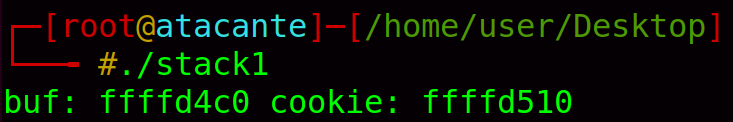 ┌─[root@atacante]─[/home/user/Desktop]
└──╼ #./stack1
buf: ffffd4c0 cookie: ffffd510